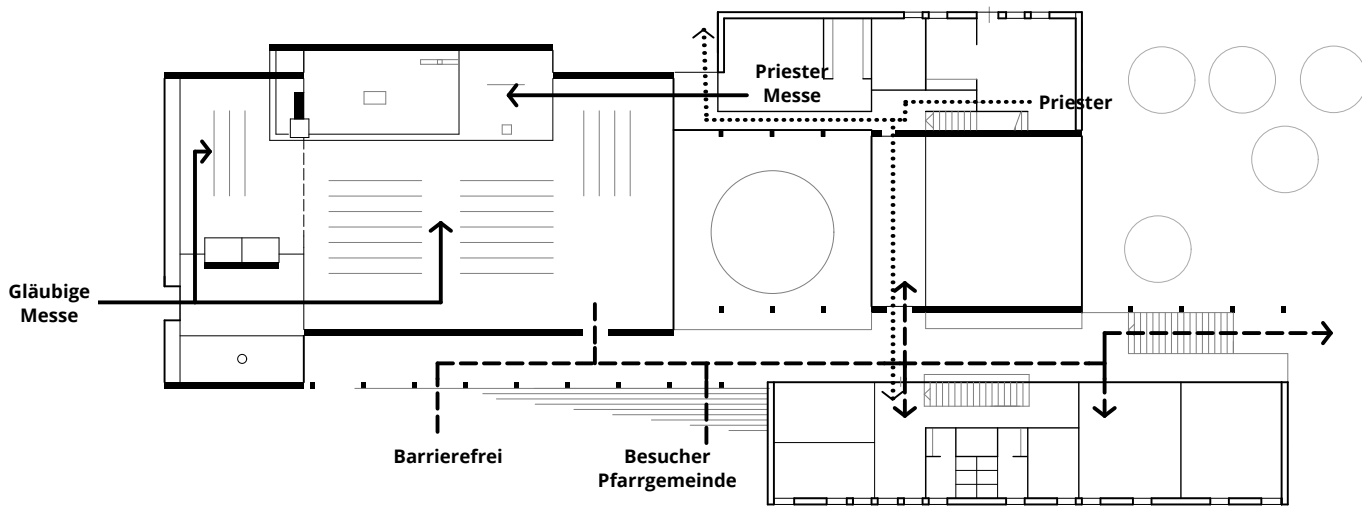 Priester
Messe
Priester
Gläubige
Messe
Barrierefrei
Besucher
Pfarrgemeinde